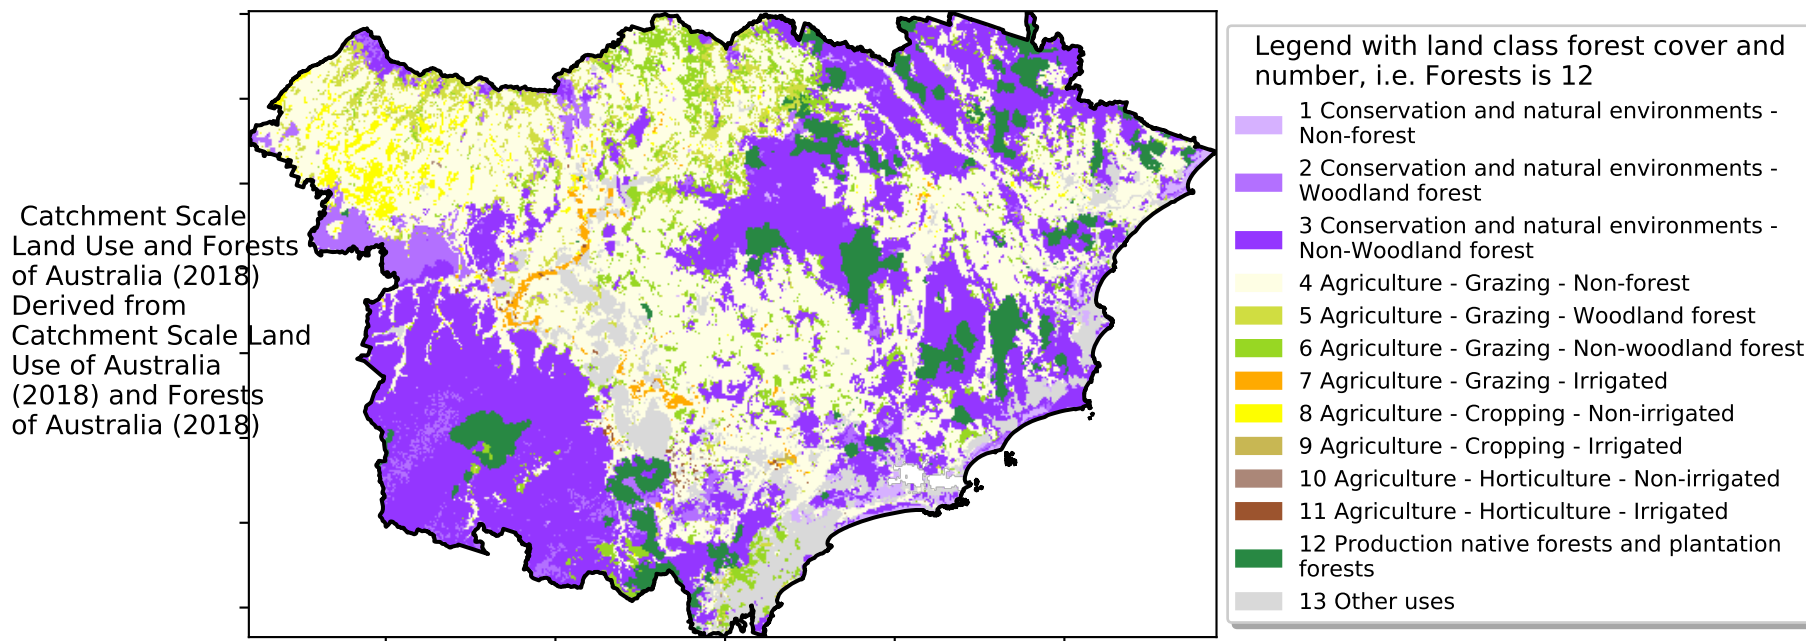 Catchment Scale
Land Use and Forests
of Australia (2018)
Derived from
Catchment Scale Land
Use of Australia
(2018) and Forests
of Australia (2018)
Legend with land class forest cover and
number, i.e. Forests is 12
1 Conservation and natural environments -
Non-forest
2 Conservation and natural environments -
Woodland forest
3 Conservation and natural environments -
Non-Woodland forest
4 Agriculture - Grazing - Non-forest
5 Agriculture - Grazing - Woodland forest
6 Agriculture - Grazing - Non-woodland forest
7 Agriculture - Grazing - Irrigated
8 Agriculture - Cropping - Non-irrigated
9 Agriculture - Cropping - Irrigated
10 Agriculture - Horticulture - Non-irrigated
11 Agriculture - Horticulture - Irrigated
12 Production native forests and plantation
forests
13 Other uses